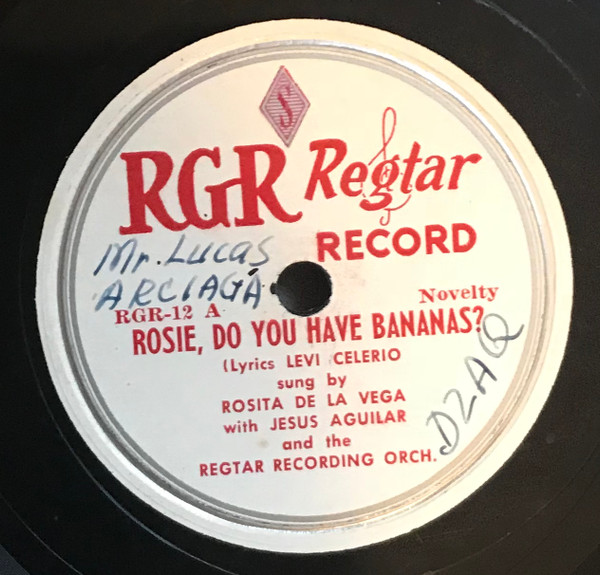 S
RGR Regtar
RECORD
Mr. Lucas
ARCIAGA
RGR-12 A Novelty
ROSIE, DO YOU HAVE BANANAS?
(Lyrics LEVI CELERIO
sung by
ROSITA DE LA VEGA
with JESUS AGUILAR
and the
REGTAR RECORDING ORCH.
DZAQ